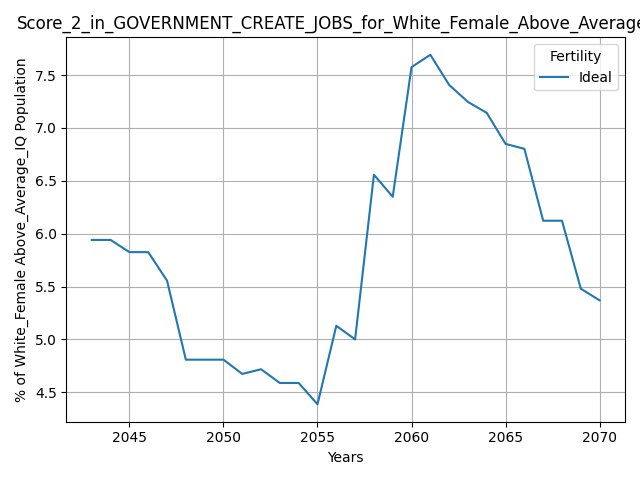 Score_2_in_GOVERNMENT_CREATE_JOBS_for_White_Female_Above_Average
Fertility
Ideal
% of White_Female Above_Average_IQ Population
7.5
7.0
6.5
6.0
5.5
5.0
4.5
2045 2050 2055 2060 2065 2070
Years